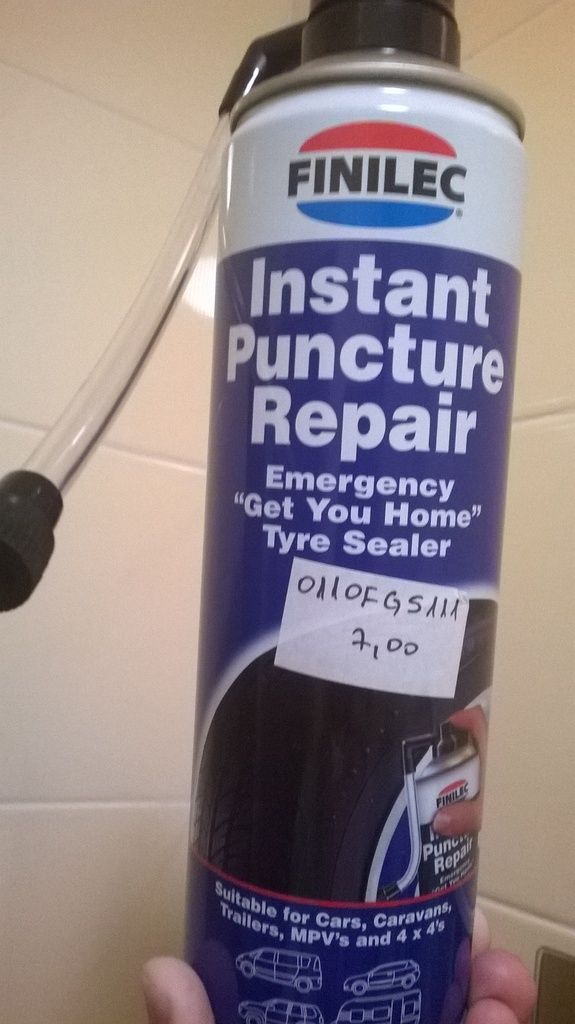 FINILEC
Instant
Puncture
Repair
Emergency
"Get You Home"
Tyre Sealer
0110FGS111
7,00
FINILEC
Puncture
Repair
Suitable for Cars, Caravans,
Trailers, MPV's and 4 x 4's